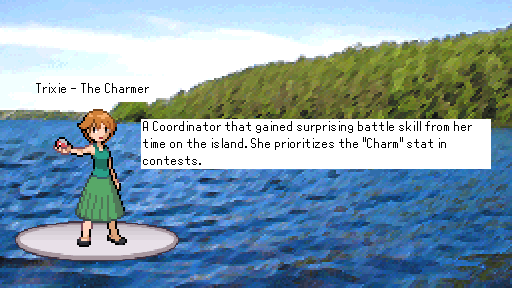 Trixie - The Charmer
A Coordinator that gained surprising battle skill from her
time on the island. She prioritizes the "Charm" stat in
contests.